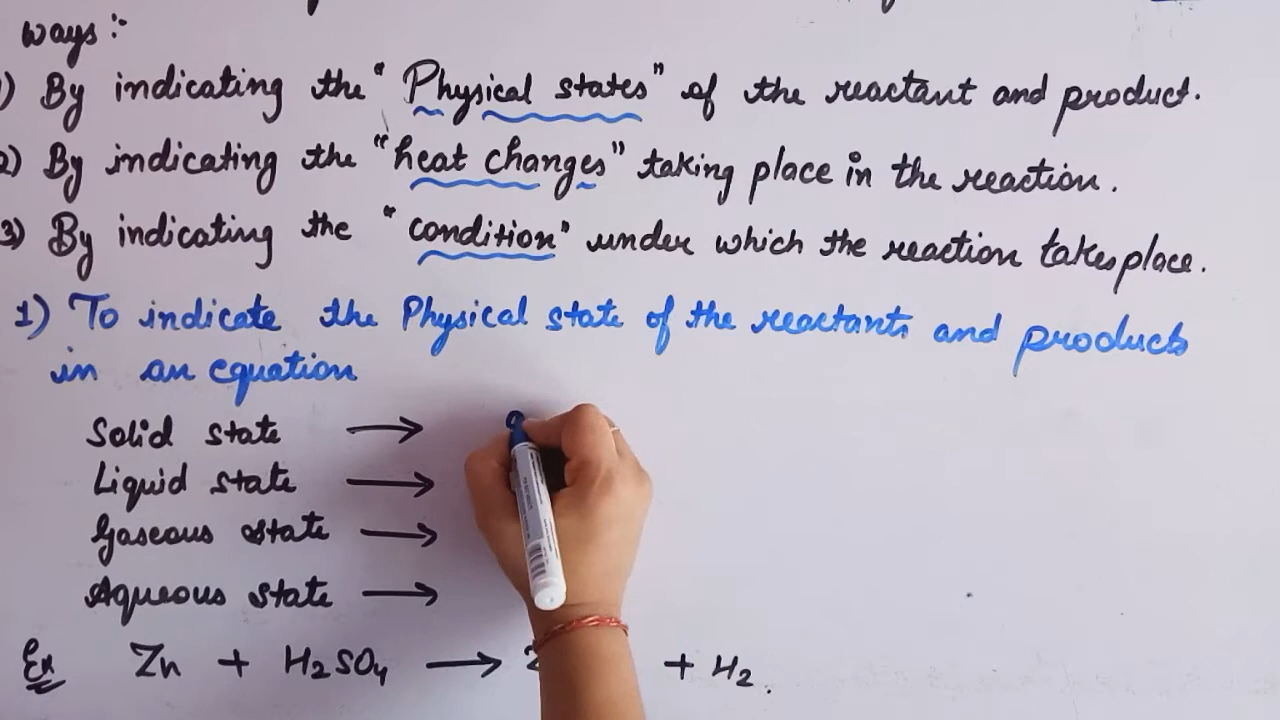 ways :-
1) By indicating the "Physical states" of the reactant and product.
2) By indicating the "heat changes" taking place in the reaction.
3) By indicating the "condition" under which the reaction takes place.
1) To indicate the Physical state of the reactants and products
in an equation
Solid state →
Liquid state →
Gaseous state →
Aqueous state →
Ex Zn + H2SO4 → + H2.